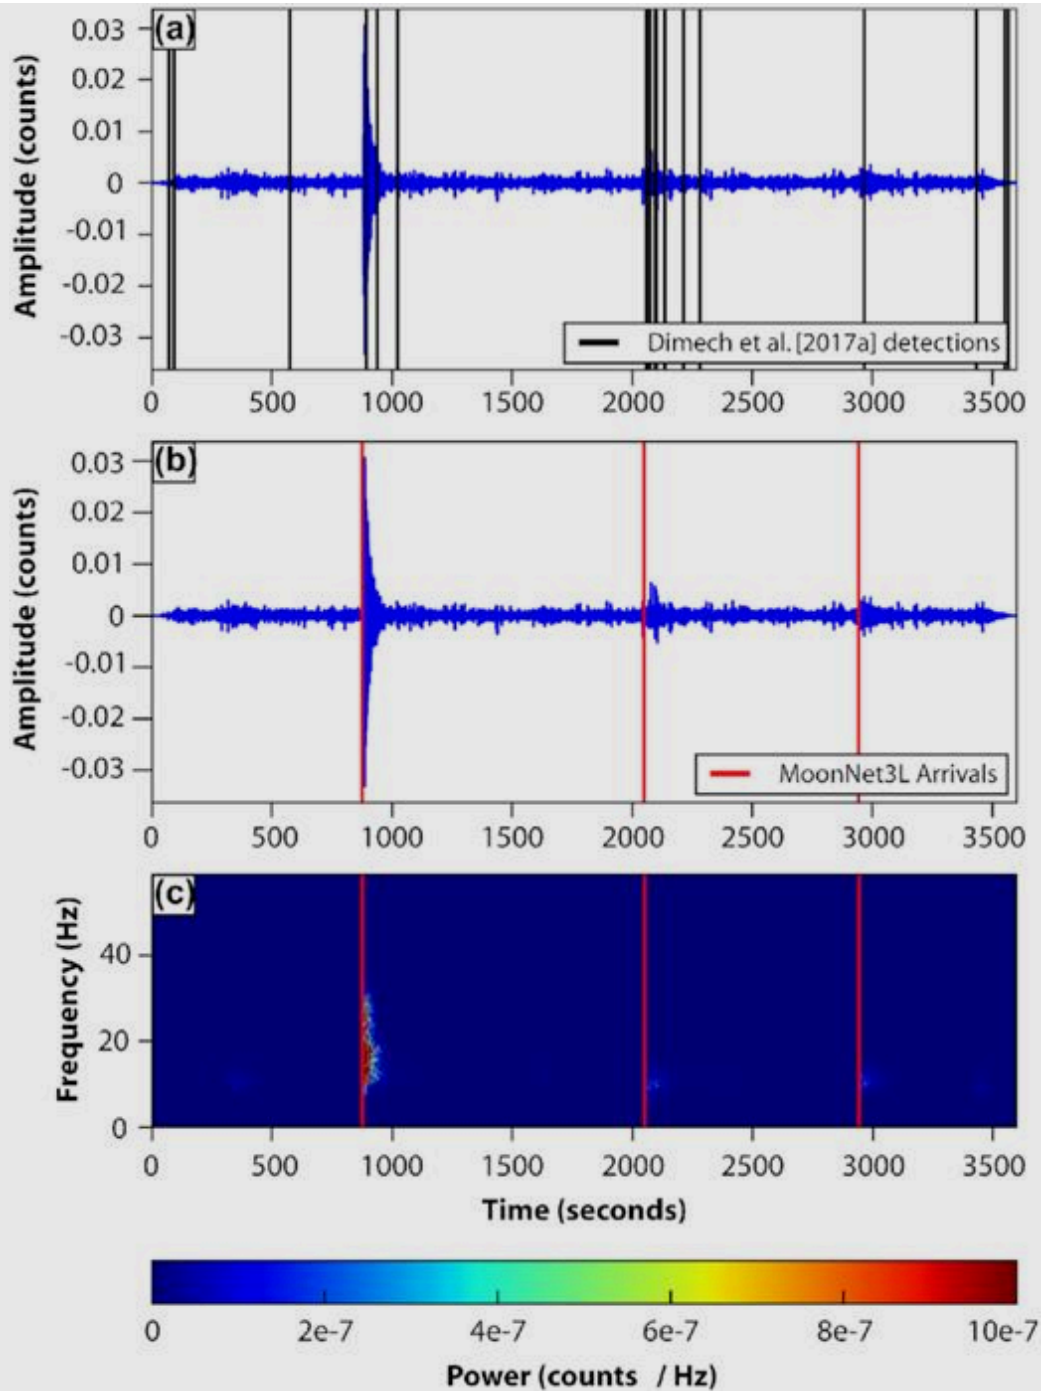 (a)
Amplitude (counts)
0.03
0.02
0.01
0
-0.01
-0.02
-0.03
Dimech et al. [2017a] detections
0 500 1000 1500 2000 2500 3000 3500
(b)
Amplitude (counts)
0.03
0.02
0.01
0
-0.01
-0.02
-0.03
MoonNet3L Arrivals
0 500 1000 1500 2000 2500 3000 3500
(c)
Frequency (Hz)
40
20
0
0 500 1000 1500 2000 2500 3000 3500
Time (seconds)
0 2e-7 4e-7 6e-7 8e-7 10e-7
Power (counts / Hz)